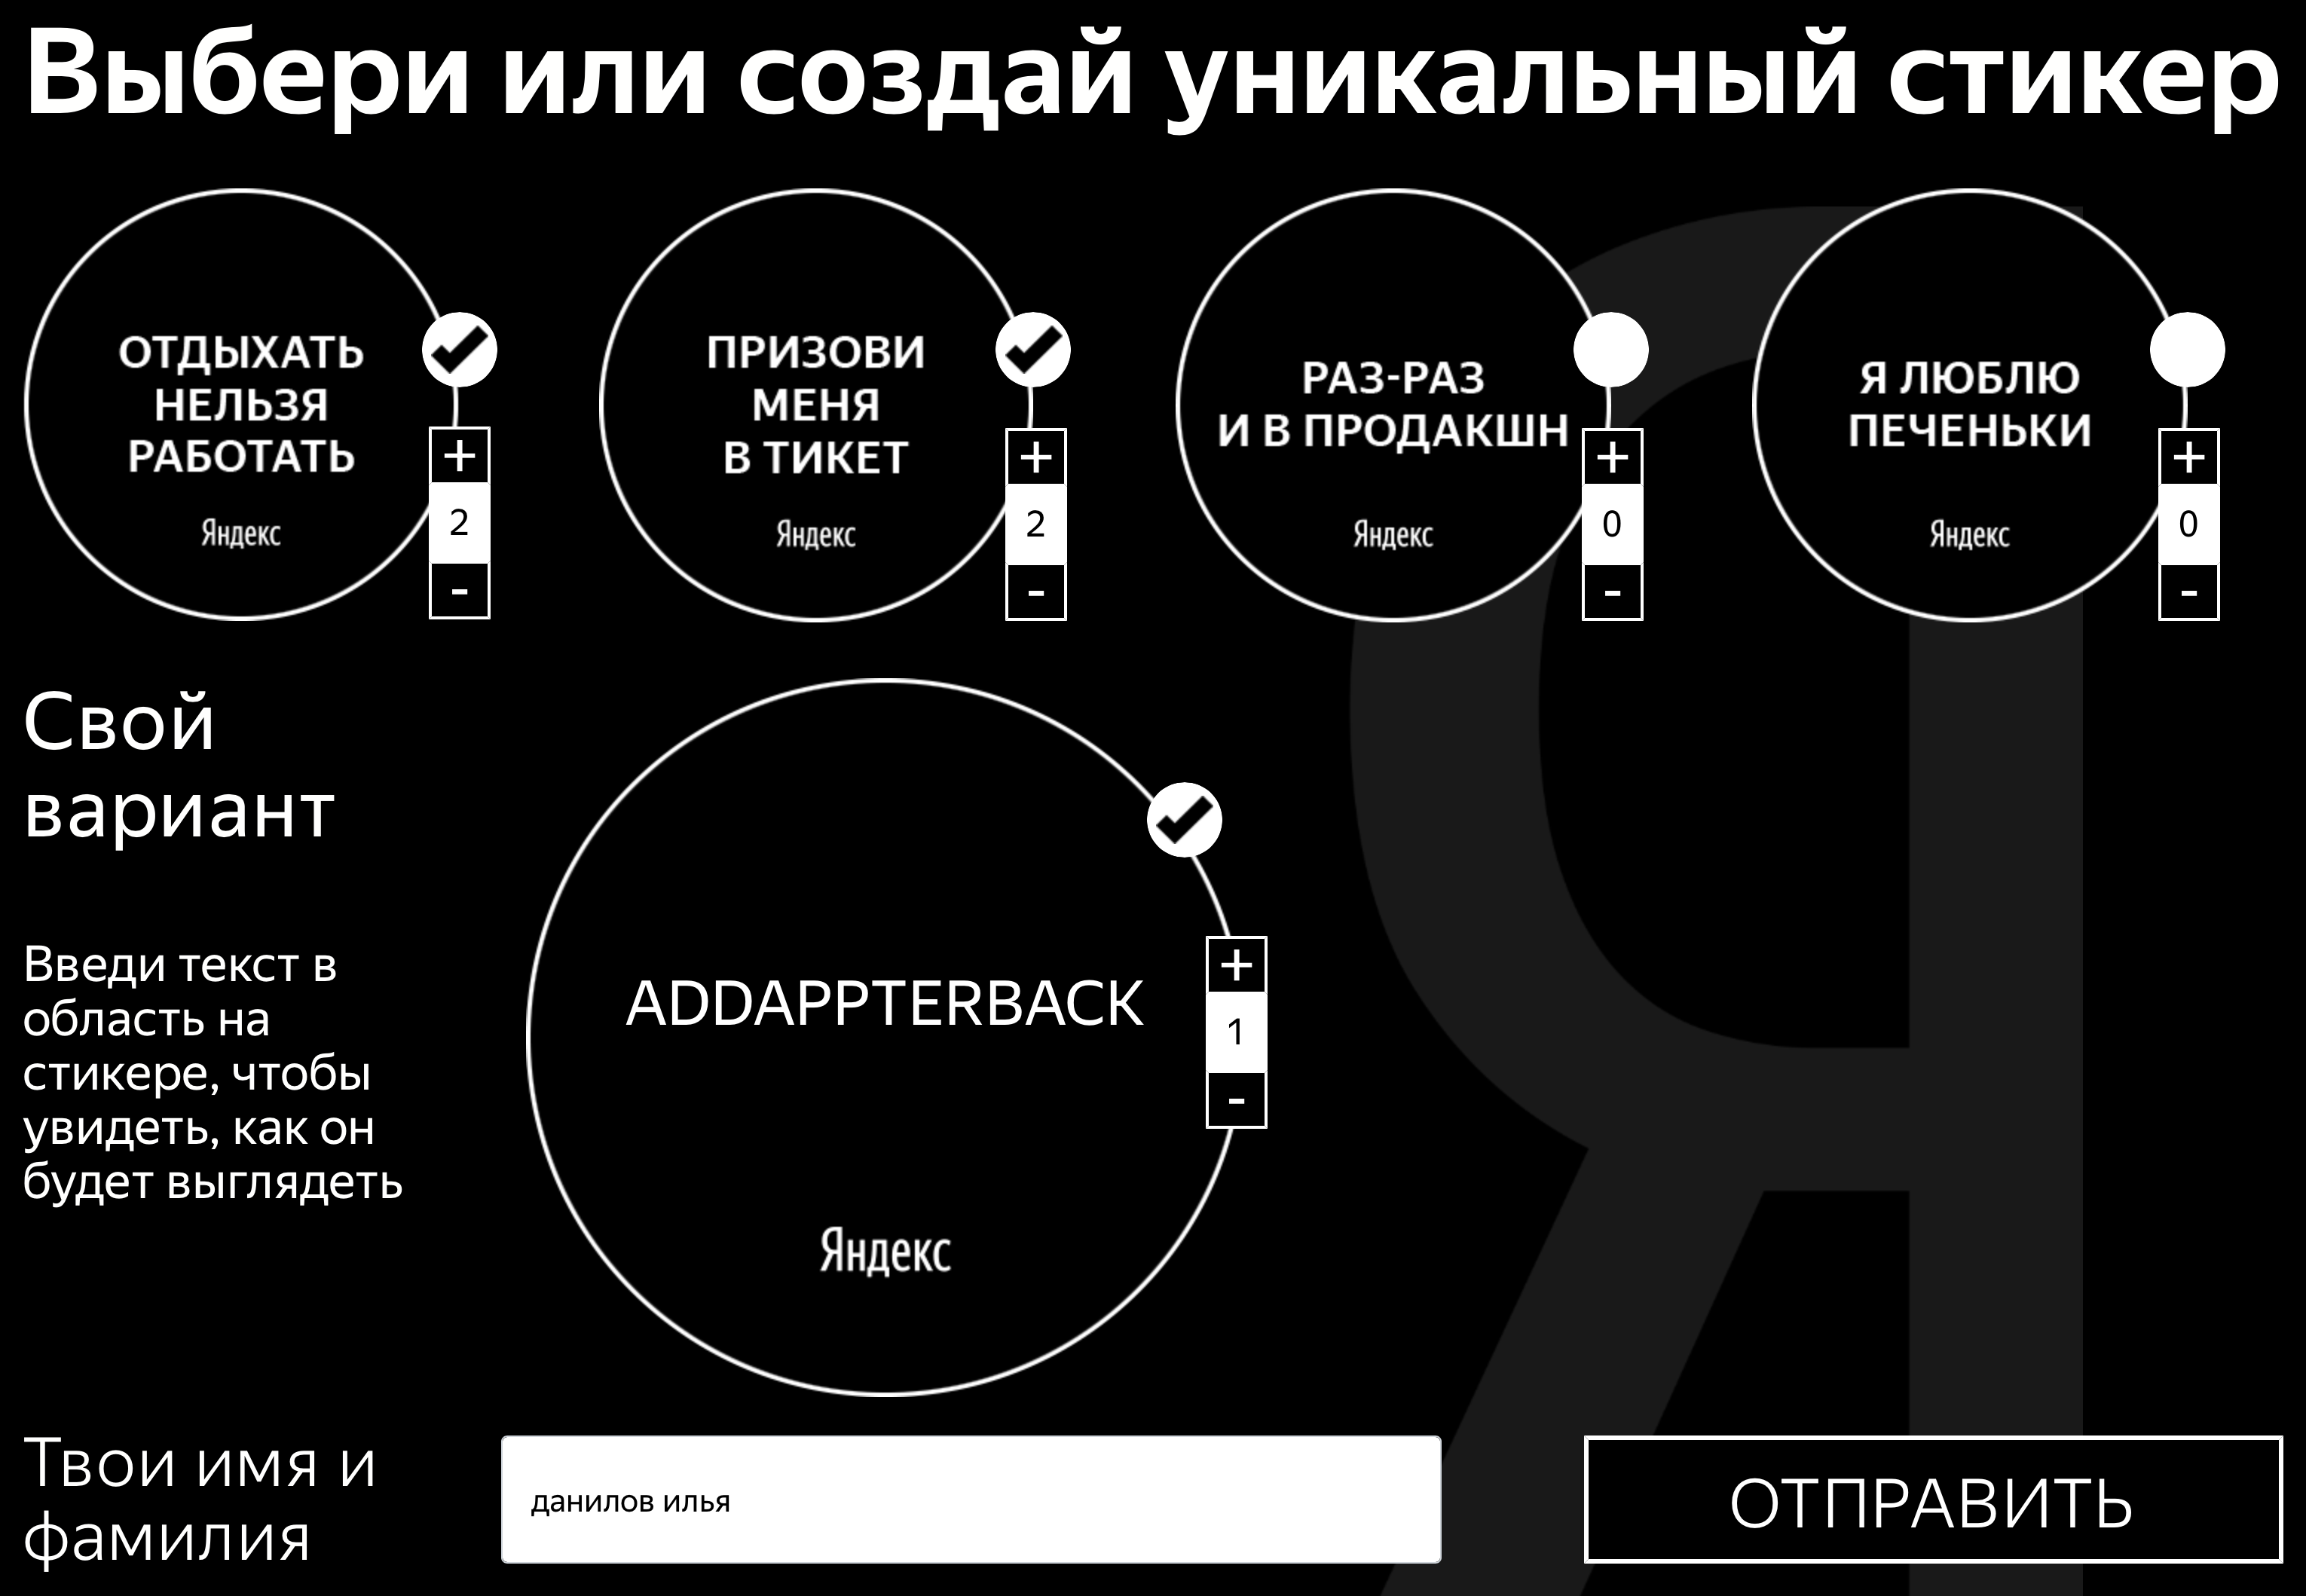 Выбери или создай уникальный стикер
ОТДЫХАТЬ
НЕЛЬЗЯ
РАБОТАТЬ
Яндекс
+
2
-
ПРИЗОВИ
МЕНЯ
В ТИКЕТ
Яндекс
+
2
-
РАЗ-РАЗ
И В ПРОДАКШН
Яндекс
+
0
-
Я ЛЮБЛЮ
ПЕЧЕНЬКИ
Яндекс
+
0
-
Свой
вариант
Введи текст в
область на
стикере, чтобы
увидеть, как он
будет выглядеть
ADDAPPTERBACK
Яндекс
+
1
-
Я
Твои имя и
фамилия
данилов илья
ОТПРАВИТЬ